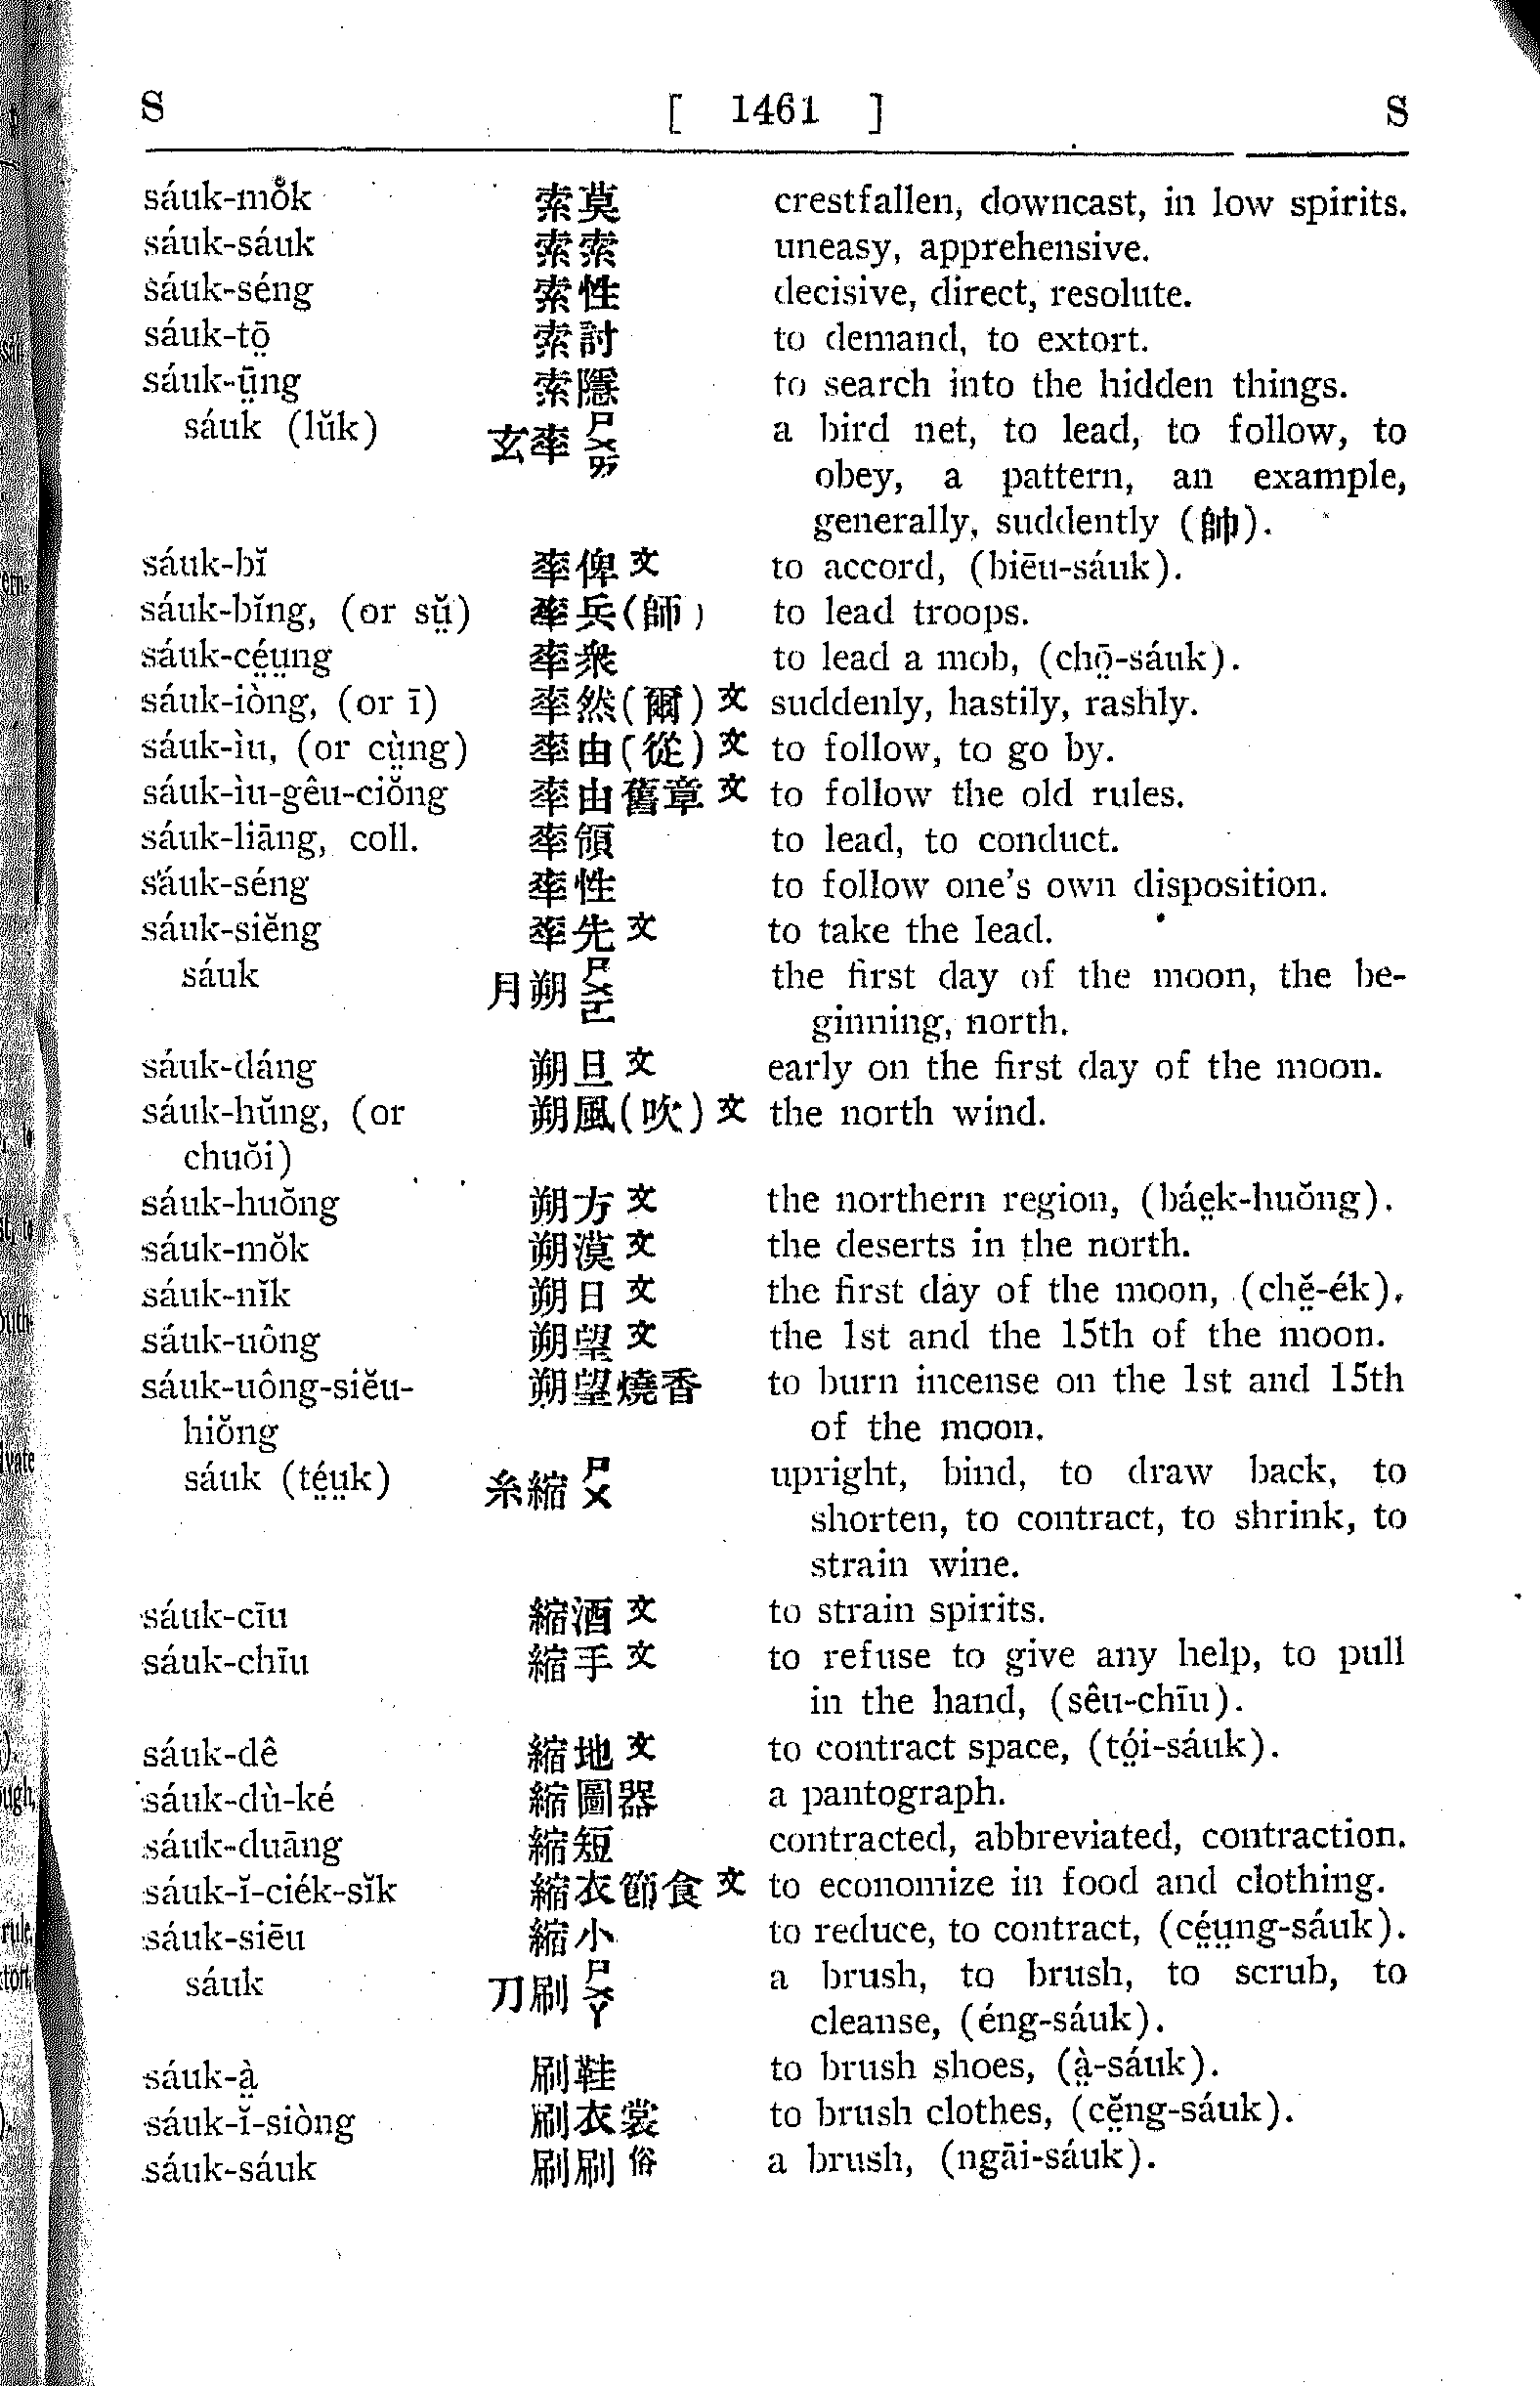 S [ 1461 ] S
sáuk-mŏ̤k 索莫 crestfallen, downcast, in low spirits.
sáuk-sáuk 索索 uneasy, apprehensive.
sáuk-séng 索性 decisive, direct, resolute.
sáuk-tō̤ 索討 to demand, to extort.
sáuk-ṳ̄ng 索隱 to search into the hidden things.
sáuk (lŭk) 玄率 ㄕㄨㄞ a bird net, to lead, to follow, to
obey, a pattern, an example,
generally, suddently (帥).
sáuk-bĭ 率俾文 to accord, (biēu-sáuk).
sáuk-bĭng, (or sṳ̆) 率兵(師) to lead troops.
sáuk-cé̤ṳng 率衆 to lead a mob, (chō̤-sáuk).
sáuk-iòng, (or ī) 率然(爾)文 suddenly, hastily, rashly.
sáuk-ìu, (or cṳ̀ng) 率由(從)文 to follow, to go by.
sáuk-ìu-gêu-ciŏng 率由舊章文 to follow the old rules.
sáuk-liāng, coll. 率領 to lead, to conduct.
sáuk-séng 率性 to follow one's own disposition.
sáuk-siĕng 率先文 to take the lead.
sáuk 月朔 ㄕㄨㄛ the first day of the moon, the be-
ginning, north.
sáuk-dáng 朔旦文 early on the first day of the moon.
sáuk-hŭng, (or 朔風(吹)文 the north wind.
chuŏi)
sáuk-huŏng 朔方文 the northern region, (báe̤k-huŏng).
sáuk-mŏk 朔漠文 the deserts in the north.
sáuk-nĭk 朔日文 the first day of the moon, (chĕ̤-ék).
sáuk-uông 朔望文 the 1st and the 15th of the moon.
sáuk-uông-siĕu- 朔望燒香 to burn incense on the 1st and 15th
hiŏng of the moon.
sáuk (té̤ṳk) 糸縮 ㄕㄨ upright, bind, to draw back, to
shorten, to contract, to shrink, to
strain wine.
sáuk-cīu 縮酒文 to strain spirits.
sáuk-chīu 縮手文 to refuse to give any help, to pull
in the hand, (sêu-chīu).
sáuk-dê 縮地文 to contract space, (tó̤i-sáuk).
sáuk-dù-ké 縮圖器 a pantograph.
sáuk-duāng 縮短 contracted, abbreviated, contraction.
sáuk-ĭ-ciék-sĭk 縮衣節食文 to economize in food and clothing.
sáuk-siēu 縮小 to reduce, to contract, (cé̤ṳng-sáuk).
sáuk 刀刷 ㄕㄨㄚ a brush, to brush, to scrub, to
cleanse, (éng-sáuk).
sáuk-à̤ 刷鞋 to brush shoes, (à̤-sáuk).
sáuk-ĭ-siòng 刷衣裳 to brush clothes, (cĕ̤ng-sáuk).
sáuk-sáuk 刷刷俗 a brush, (ngāi-sáuk).